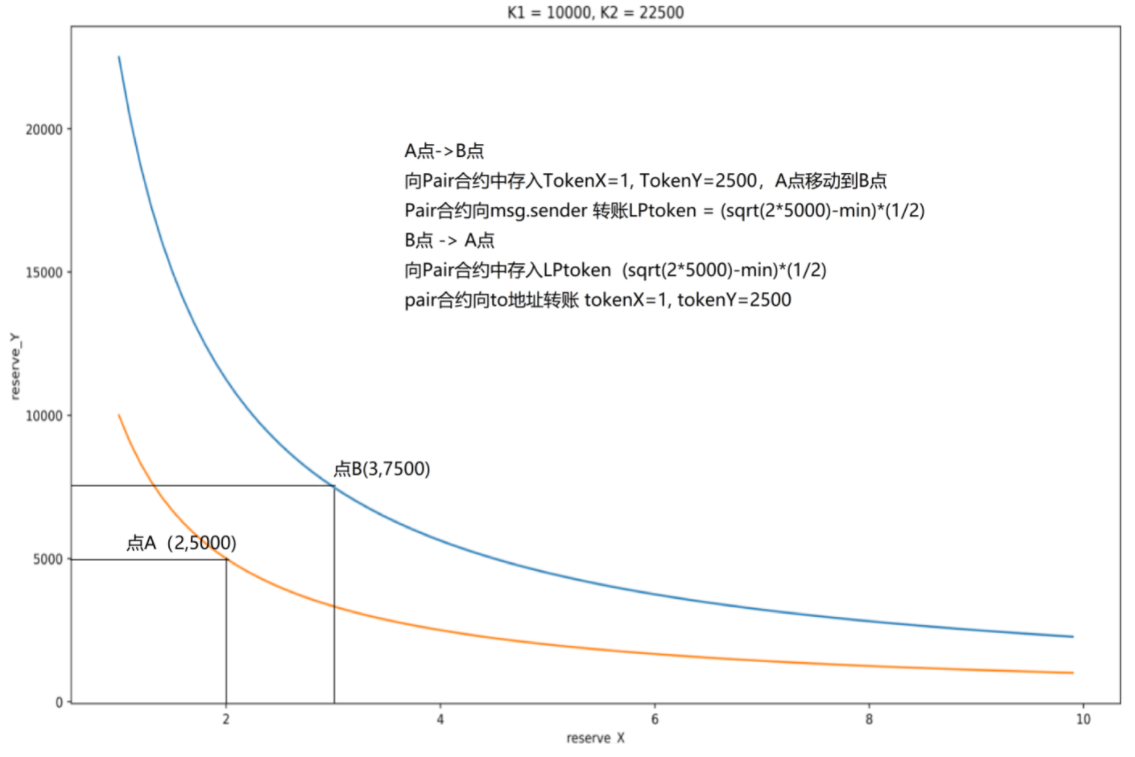 K1 = 10000, K2 = 22500
20000
15000
10000
5000
0
reserve_Y
A点->B点
向Pair合约中存入TokenX=1, TokenY=2500，A点移动到B点
Pair合约向msg.sender 转账LPtoken = (sqrt(2*5000)-min)*(1/2)
B点 -> A点
向Pair合约中存入LPtoken  (sqrt(2*5000)-min)*(1/2)
pair合约向to地址转账 tokenX=1, tokenY=2500
点B(3,7500)
点A（2,5000)
2
4
6
8
10
reserve_X